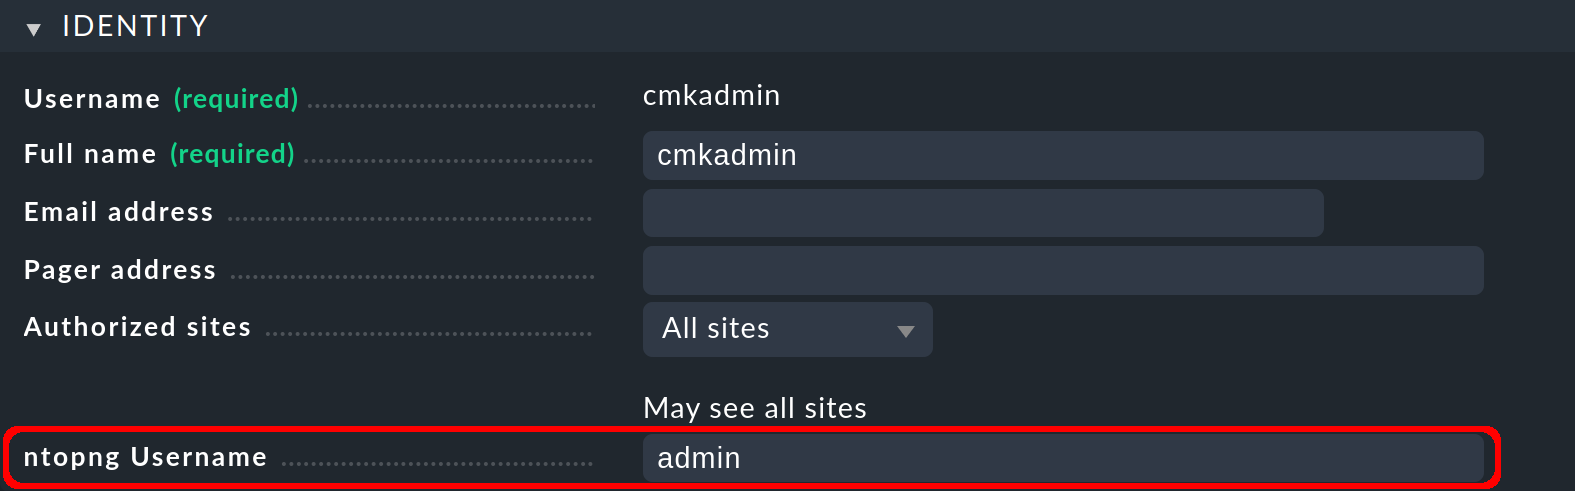 IDENTITY
Username (required) cmkadmin
Full name (required) cmkadmin
Email address
Pager address
Authorized sites All sites
May see all sites
ntopng Username admin